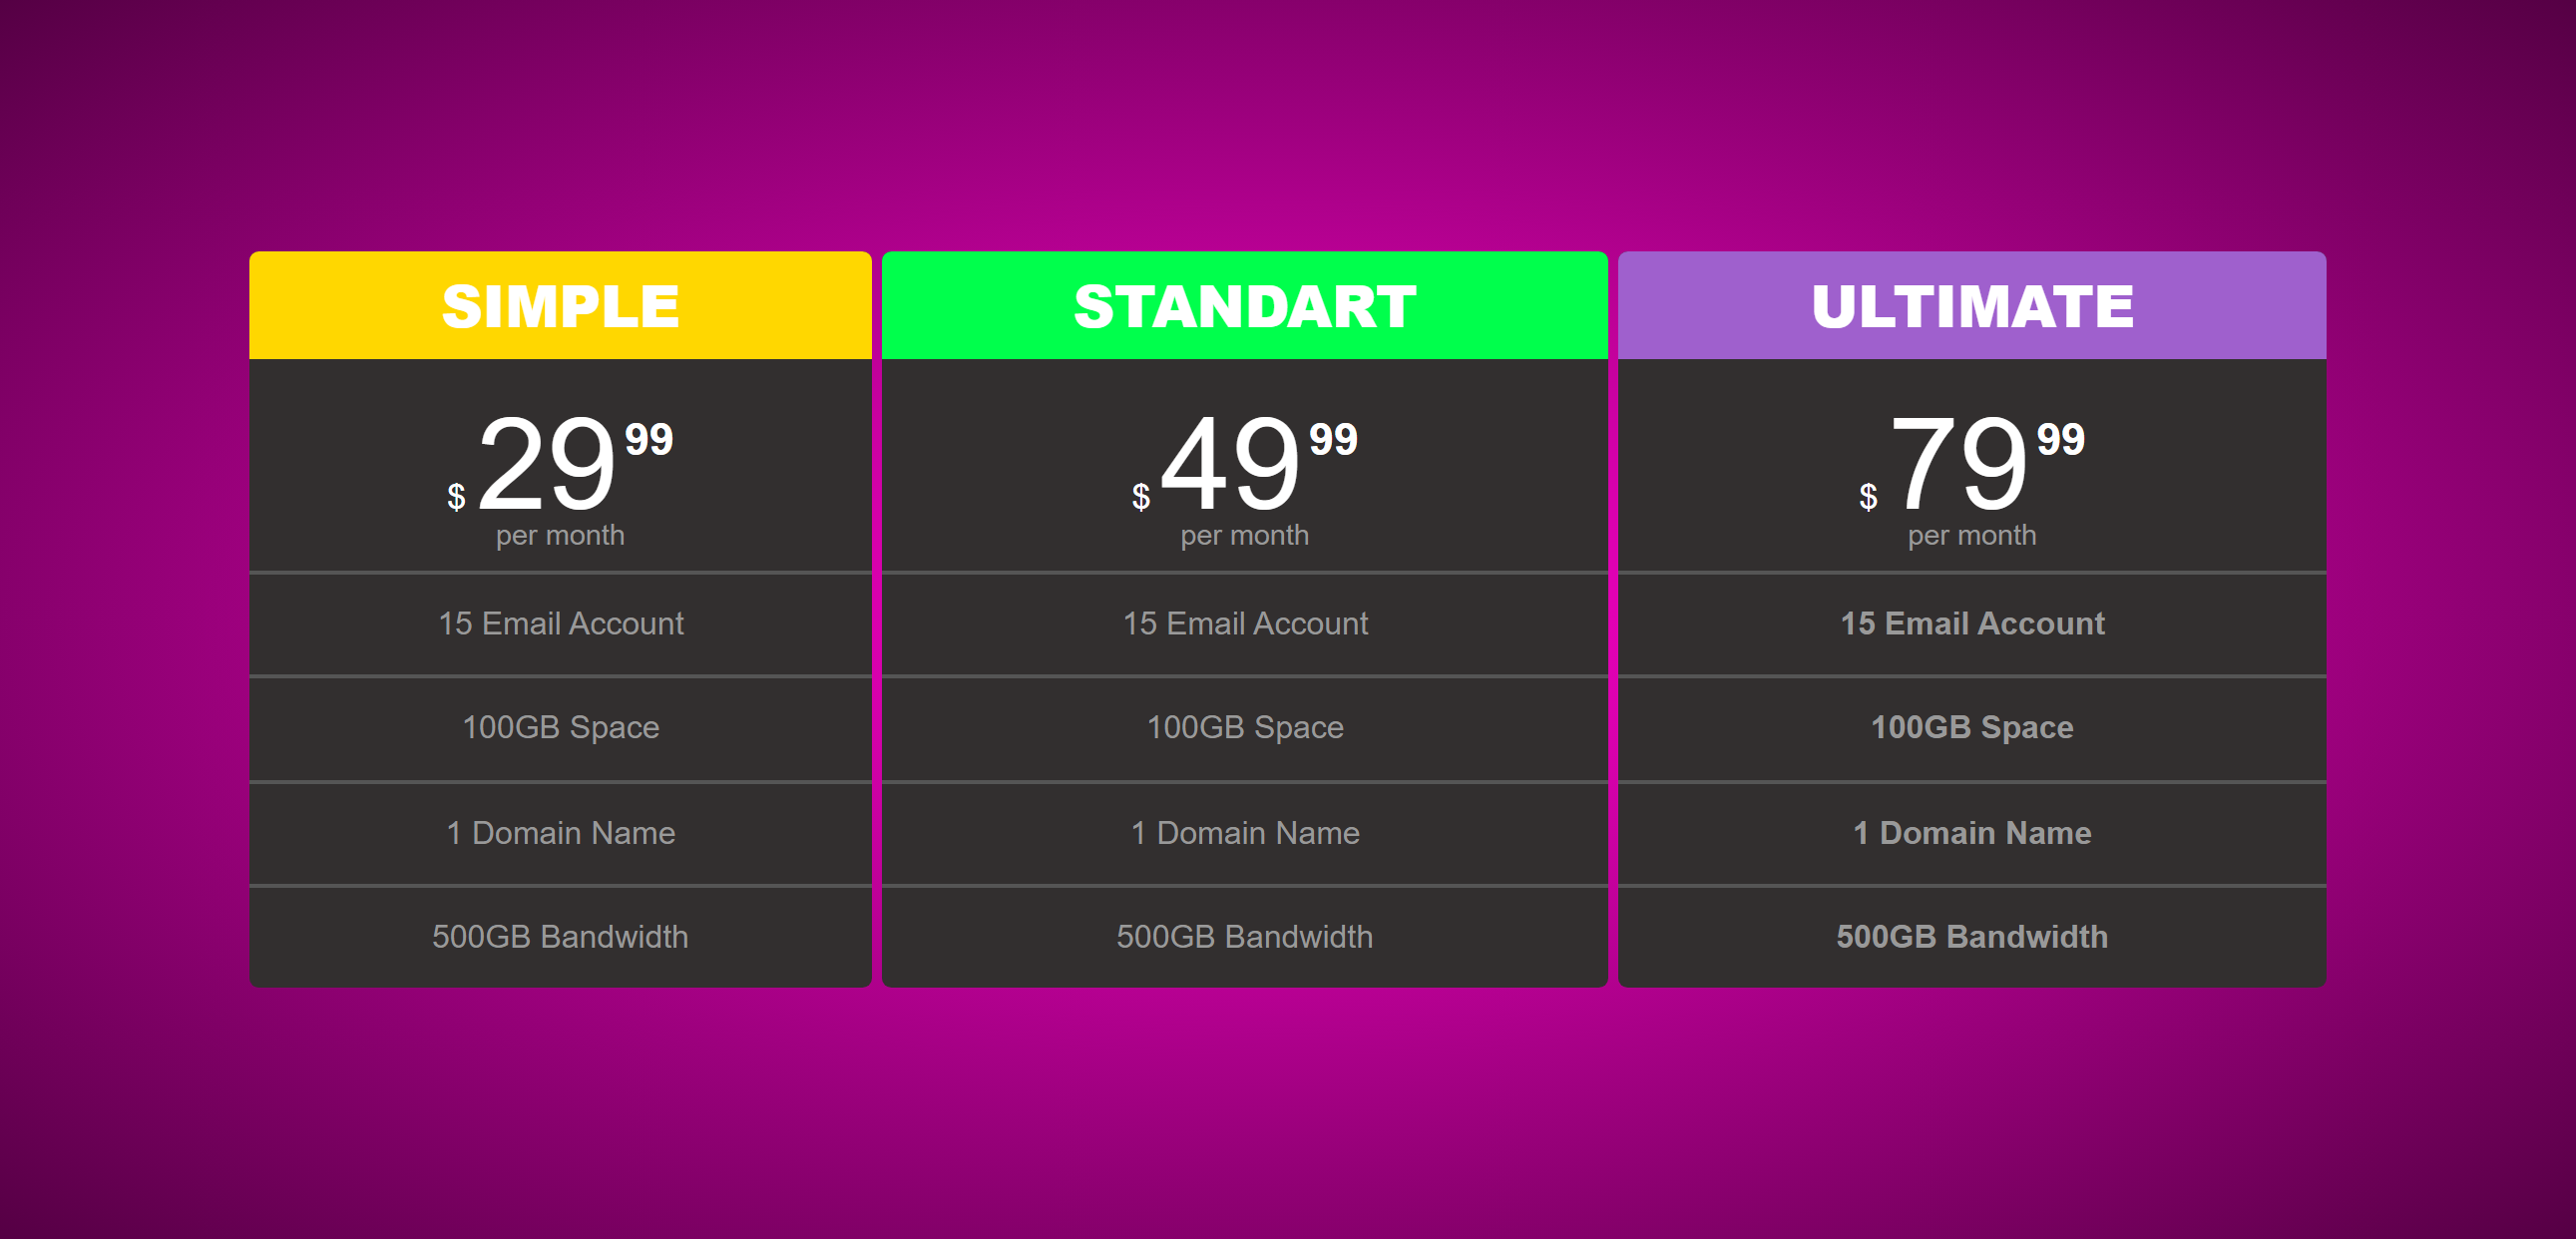 SIMPLE
$ 29 99
per month
15 Email Account
100GB Space
1 Domain Name
500GB Bandwidth
STANDART
$ 49 99
per month
15 Email Account
100GB Space
1 Domain Name
500GB Bandwidth
ULTIMATE
$ 79 99
per month
15 Email Account
100GB Space
1 Domain Name
500GB Bandwidth